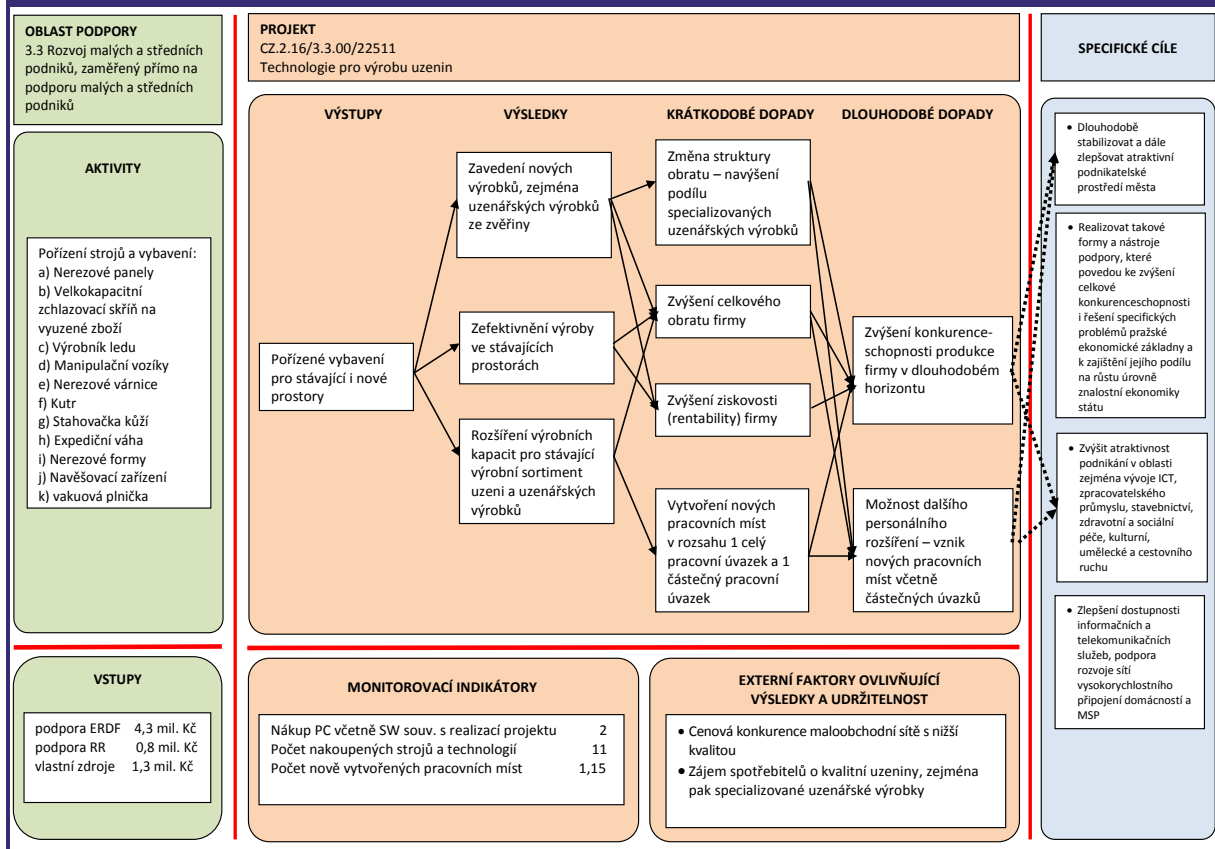 OBLAST PODPORY
3.3 Rozvoj malých a středních
podniků, zaměřený přímo na
podporu malých a středních
podniků
PROJEKT
CZ.2.16/3.3.00/22511
Technologie pro výrobu uzenin
SPECIFICKÉ CÍLE
AKTIVITY
Pořízení strojů a vybavení:
a) Nerezové panely
b) Velkokapacitní
zchlazovací skříň na
vyuzené zboží
c) Výrobník ledu
d) Manipulační vozíky
e) Nerezové várnice
f) Kutr
g) Stahovačka kůží
h) Expediční váha
i) Nerezové formy
j) Navěšovací zařízení
k) vakuová plnička
VÝSTUPY
Pořízené vybavení
pro stávající i nové
prostory
VÝSLEDKY
Zavedení nových
výrobků, zejména
uzenářských výrobků
ze zvěřiny
Zefektivnění výroby
ve stávajících
prostorách
Rozšíření výrobních
kapacit pro stávající
výrobní sortiment
uzeni a uzenářských
výrobků
KRÁTKODOBÉ DOPADY
Změna struktury
obratu – navýšení
podílu
specializovaných
uzenářských výrobků
Zvýšení celkového
obratu firmy
Zvýšení ziskovosti
(rentability) firmy
Vytvoření nových
pracovních míst
v rozsahu 1 celý
pracovní úvazek a 1
částečný pracovní
úvazek
DLOUHODOBÉ DOPADY
Zvýšení konkurence-
schopnosti produkce
firmy v dlouhodobém
horizontu
Možnost dalšího
personálního
rozšíření – vznik
nových pracovních
míst včetně
částečných úvazků
• Dlouhodobě
stabilizovat a dále
zlepšovat atraktivní
podnikatelské
prostředí města
• Realizovat takové
formy a nástroje
podpory, které
povedou ke zvýšení
celkové
konkurenceschopnosti
i řešení specifických
problémů pražské
ekonomické základny a
k zajištění jejího podílu
na růstu úrovně
znalostní ekonomiky
státu
• Zvýšit atraktivnost
podnikání v oblasti
zejména vývoje ICT,
zpracovatelského
průmyslu, stavebnictví,
zdravotní a sociální
péče, kulturní,
umělecké a cestovního
ruchu
• Zlepšení dostupnosti
informačních a
telekomunikačních
služeb, podpora
rozvoje sítí
vysokorychlostního
připojení domácností a
MSP
VSTUPY
podpora ERDF 4,3 mil. Kč
podpora RR 0,8 mil. Kč
vlastní zdroje 1,3 mil. Kč
MONITOROVACÍ INDIKÁTORY
Nákup PC včetně SW souv. s realizací projektu 2
Počet nakoupených strojů a technologií 11
Počet nově vytvořených pracovních míst 1,15
EXTERNÍ FAKTORY OVLIVŇUJÍCÍ
VÝSLEDKY A UDRŽITELNOST
• Cenová konkurence maloobchodní sítě s nižší
kvalitou
• Zájem spotřebitelů o kvalitní uzeniny, zejména
pak specializované uzenářské výrobky